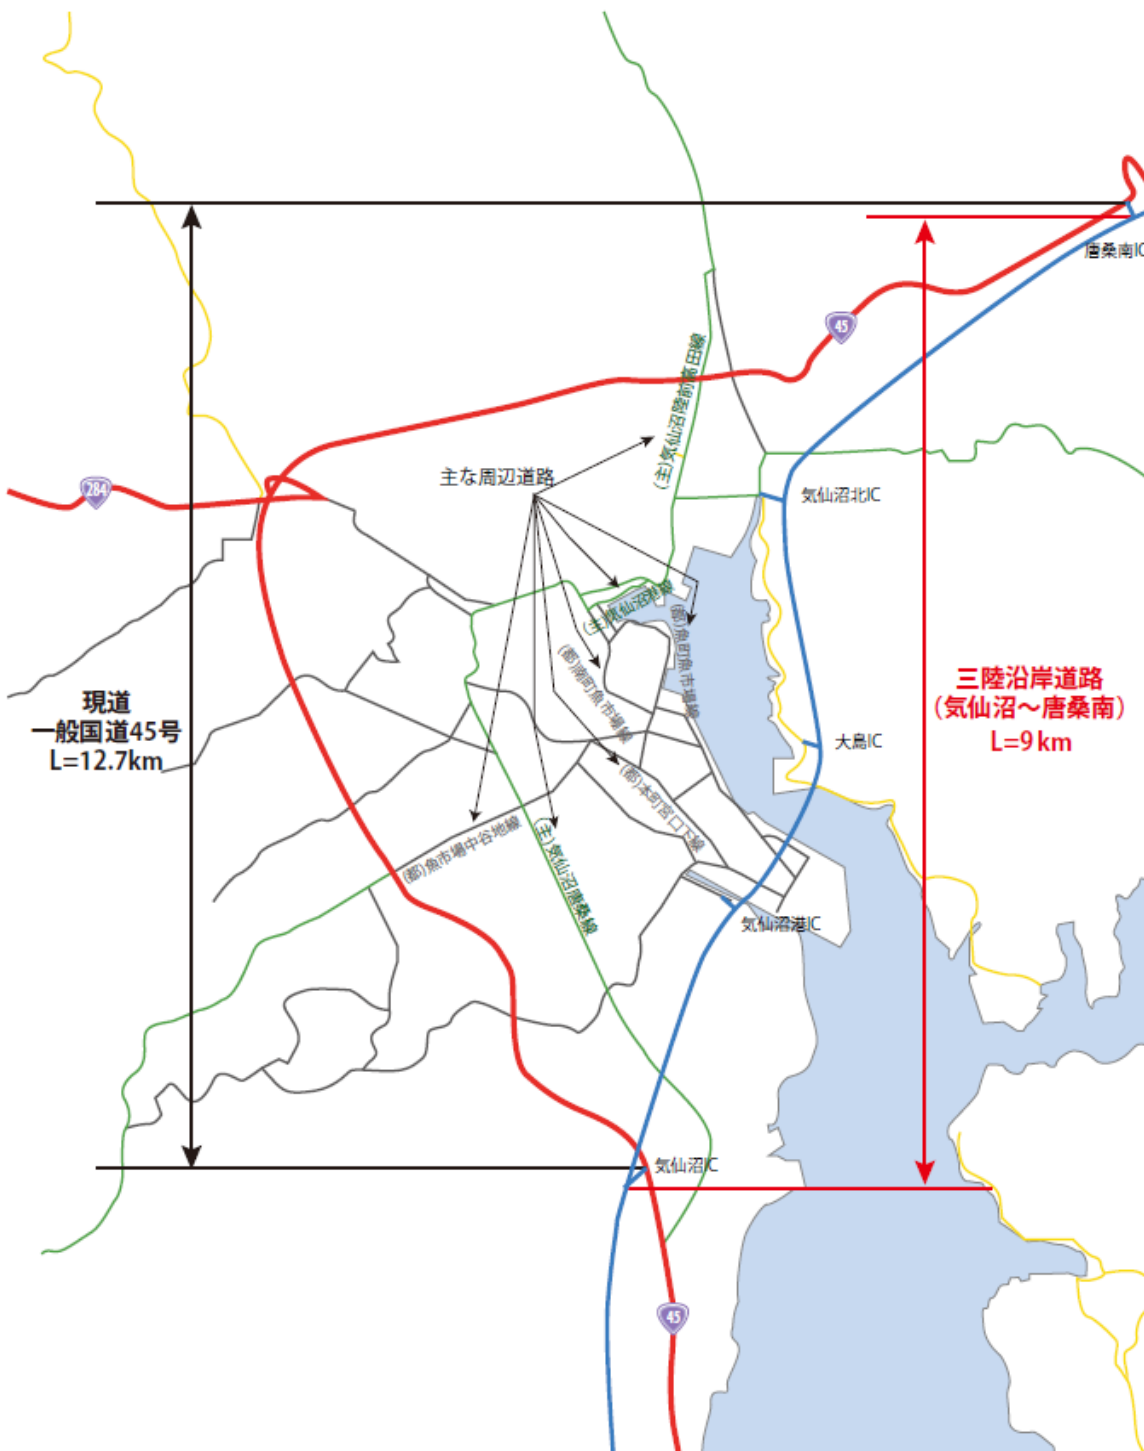 唐桑南IC
45
(主)気仙沼陸前高田線
主な周辺道路
284
気仙沼北IC
(主)気仙沼港線
(都)魚町魚市場線
(都)南町魚市場線
現道
一般国道45号
L=12.7km
三陸沿岸道路
(気仙沼～唐桑南)
L=9km
大島IC
(都)本町宮口下線
(都)魚市場中谷地線
(主)気仙沼唐桑線
気仙沼港IC
気仙沼IC
45